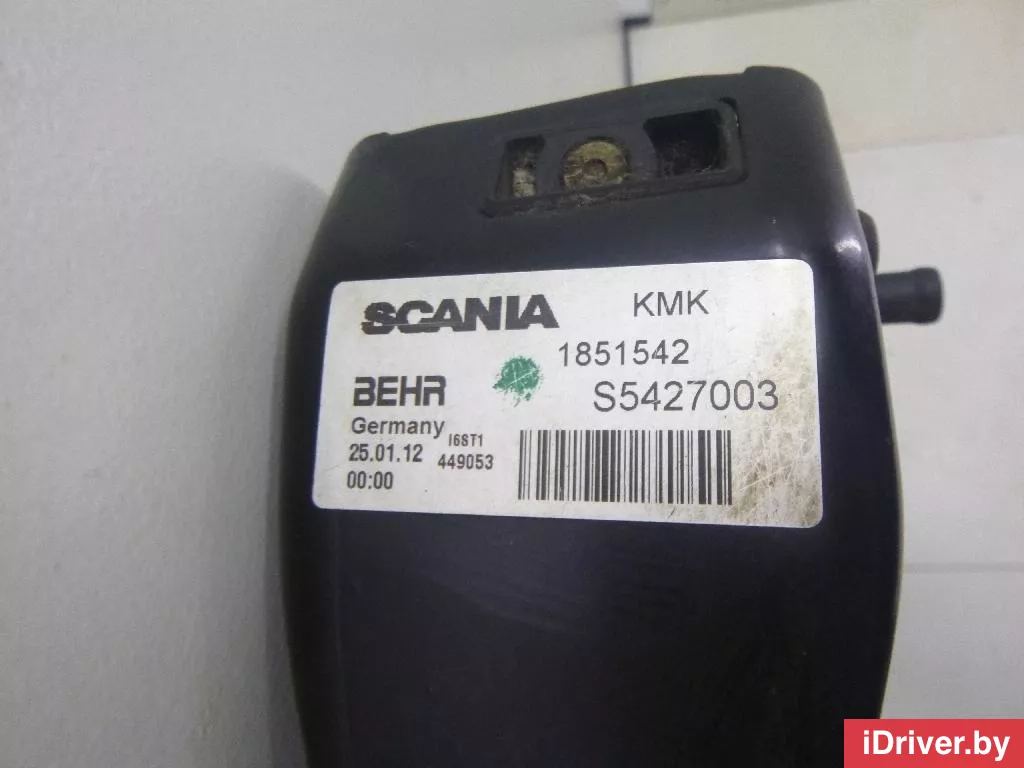 SCANIA KMK
1851542
BEHR S5427003
Germany
25.01.12 I6ST1
449053
00:00
iDriver.by